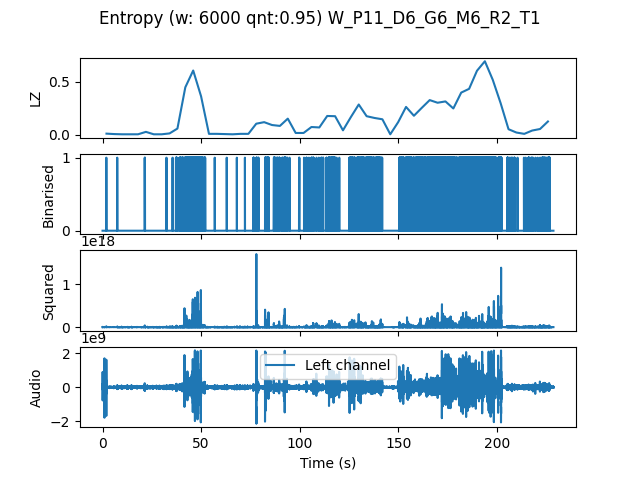 Entropy (w: 6000 qnt:0.95) W_P11_D6_G6_M6_R2_T1
0.5
LZ
0.0
1
Binarised
0
1e18
1
Squared
0
1e9
2
Left channel
0
Audio
−2
0 50 100 150 200
Time (s)